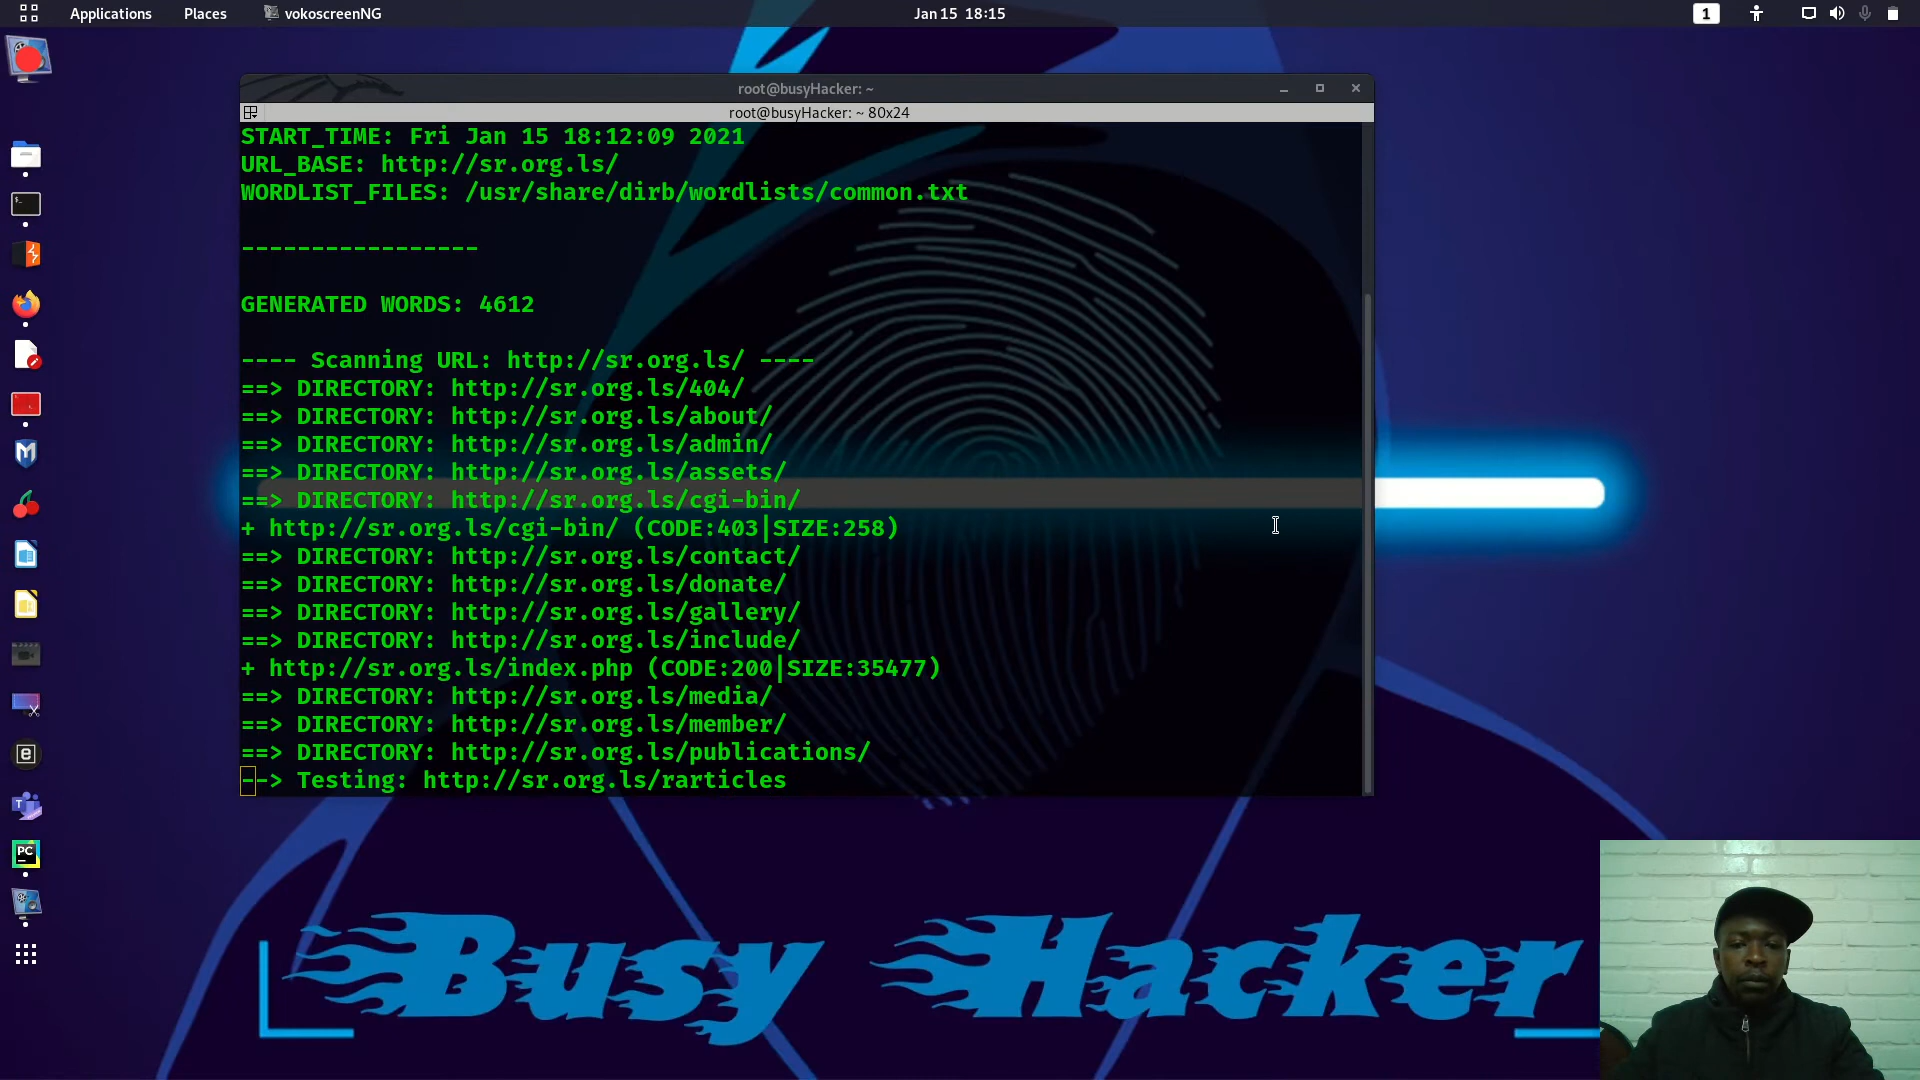 Applications Places vokoscreenNG Jan 15 18:15 1
root@busyHacker: ~
root@busyHacker: ~ 80x24
START_TIME: Fri Jan 15 18:12:09 2021
URL_BASE: http://sr.org.ls/
WORDLIST_FILES: /usr/share/dirb/wordlists/common.txt
-----------------
GENERATED WORDS: 4612
---- Scanning URL: http://sr.org.ls/ ----
==> DIRECTORY: http://sr.org.ls/404/
==> DIRECTORY: http://sr.org.ls/about/
==> DIRECTORY: http://sr.org.ls/admin/
==> DIRECTORY: http://sr.org.ls/assets/
==> DIRECTORY: http://sr.org.ls/cgi-bin/
+ http://sr.org.ls/cgi-bin/ (CODE:403|SIZE:258)
==> DIRECTORY: http://sr.org.ls/contact/
==> DIRECTORY: http://sr.org.ls/donate/
==> DIRECTORY: http://sr.org.ls/gallery/
==> DIRECTORY: http://sr.org.ls/include/
+ http://sr.org.ls/index.php (CODE:200|SIZE:35477)
==> DIRECTORY: http://sr.org.ls/media/
==> DIRECTORY: http://sr.org.ls/member/
==> DIRECTORY: http://sr.org.ls/publications/
--> Testing: http://sr.org.ls/rarticles
PC
Busy Hacker